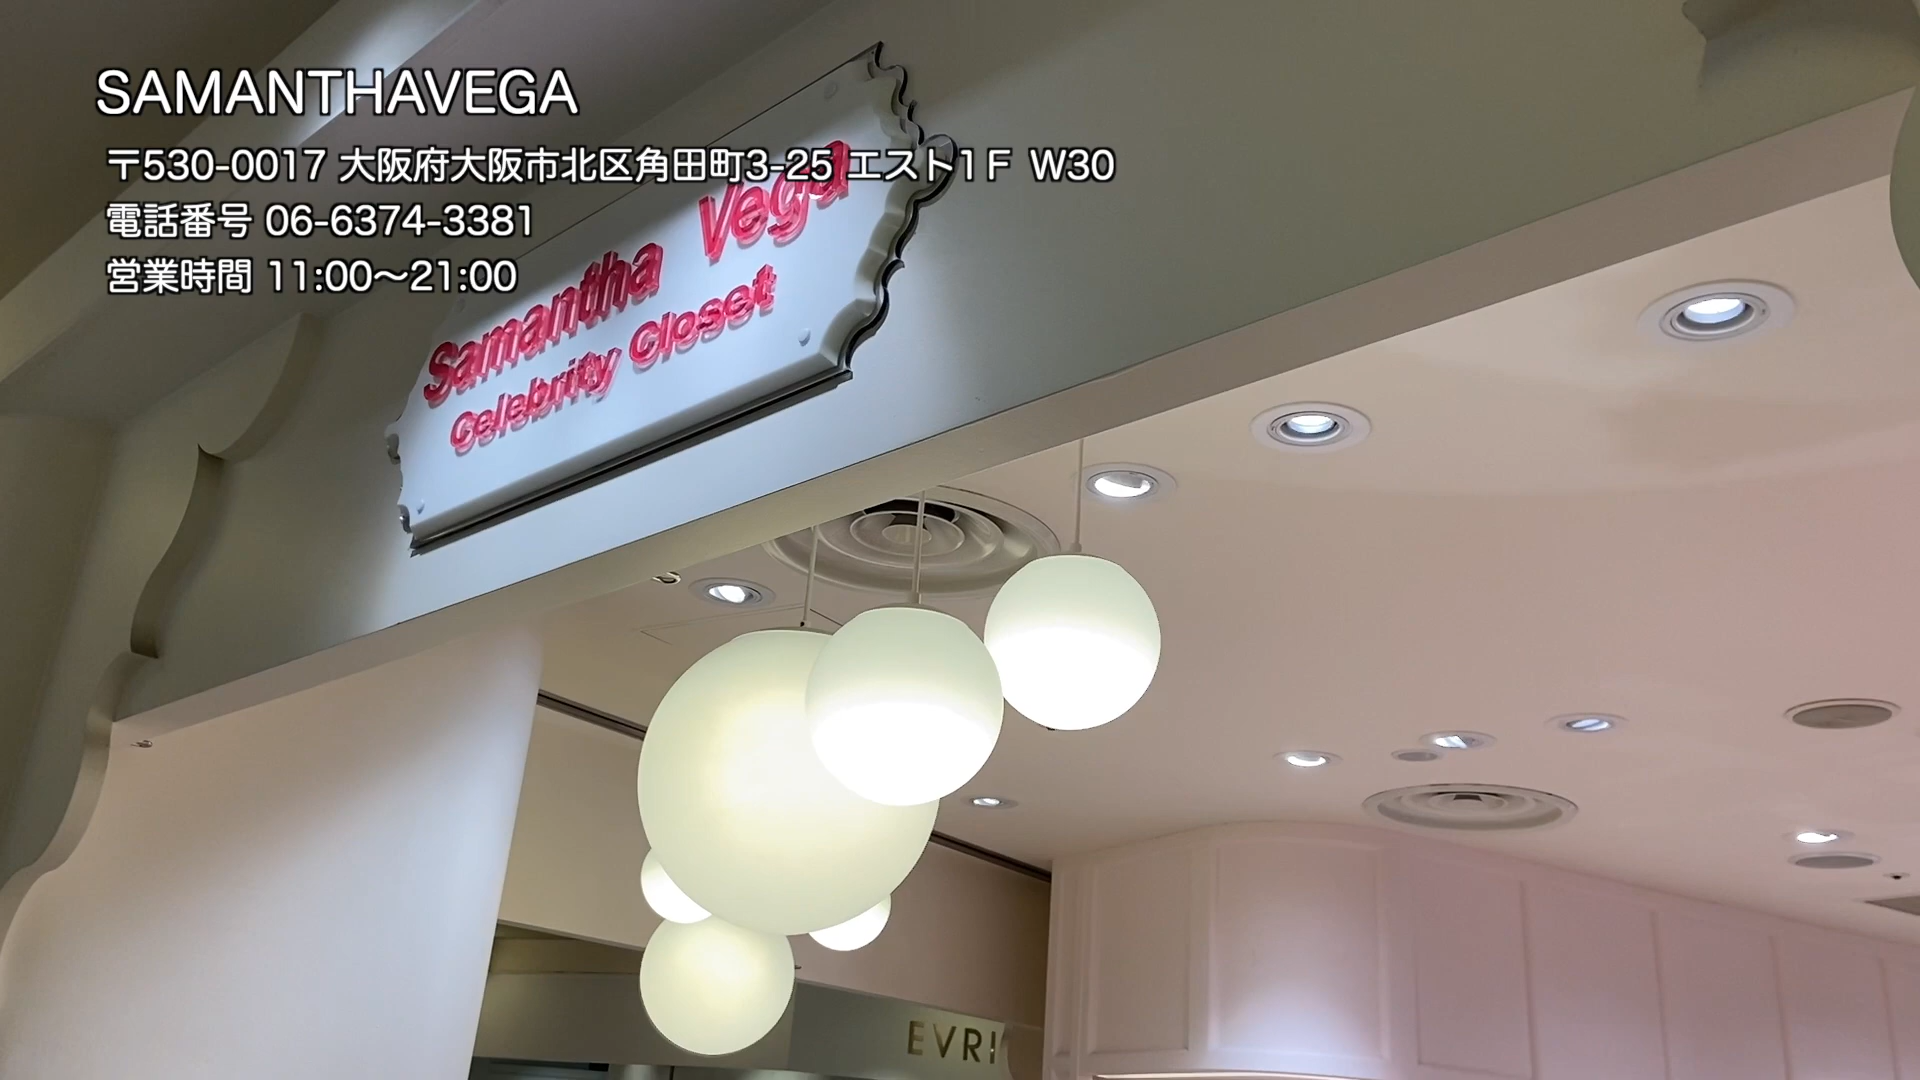 SAMANTHAVEGA
〒530-0017 大阪府大阪市北区角田町3-25 エスト1F W30
電話番号 06-6374-3381
営業時間 11:00～21:00
Samantha Vega
Celebrity Closet
EVRI